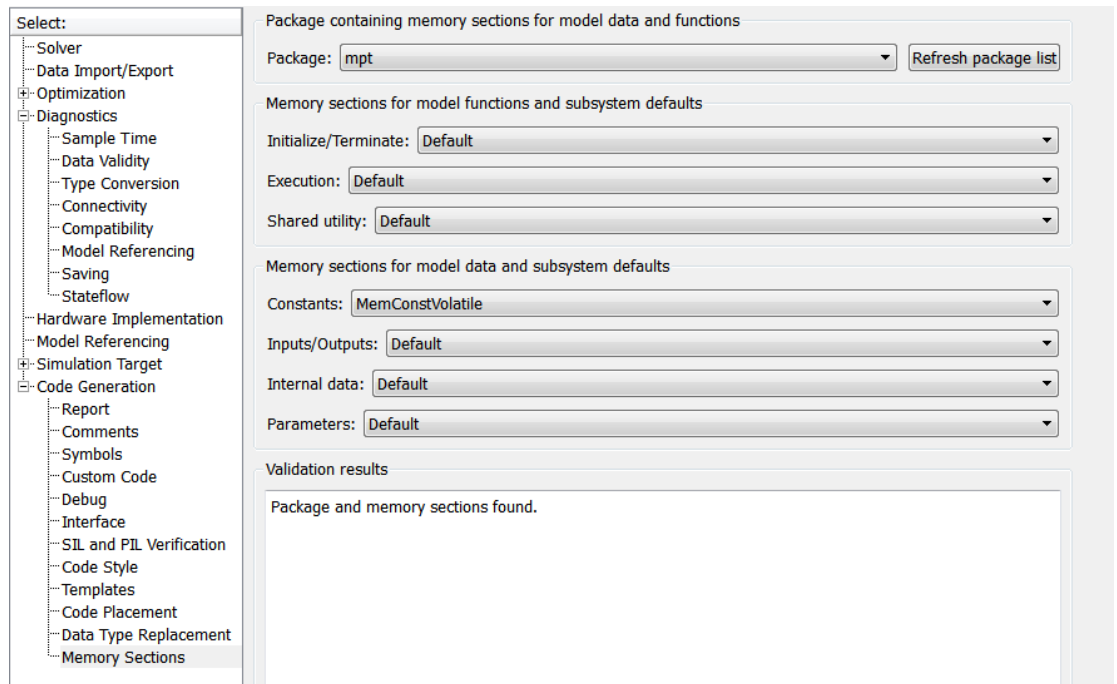 Select:
Solver
Data Import/Export
Optimization
Diagnostics
Sample Time
Data Validity
Type Conversion
Connectivity
Compatibility
Model Referencing
Saving
Stateflow
Hardware Implementation
Model Referencing
Simulation Target
Code Generation
Report
Comments
Symbols
Custom Code
Debug
Interface
SIL and PIL Verification
Code Style
Templates
Code Placement
Data Type Replacement
Memory Sections
Package containing memory sections for model data and functions
Package: mpt Refresh package list
Memory sections for model functions and subsystem defaults
Initialize/Terminate: Default
Execution: Default
Shared utility: Default
Memory sections for model data and subsystem defaults
Constants: MemConstVolatile
Inputs/Outputs: Default
Internal data: Default
Parameters: Default
Validation results
Package and memory sections found.